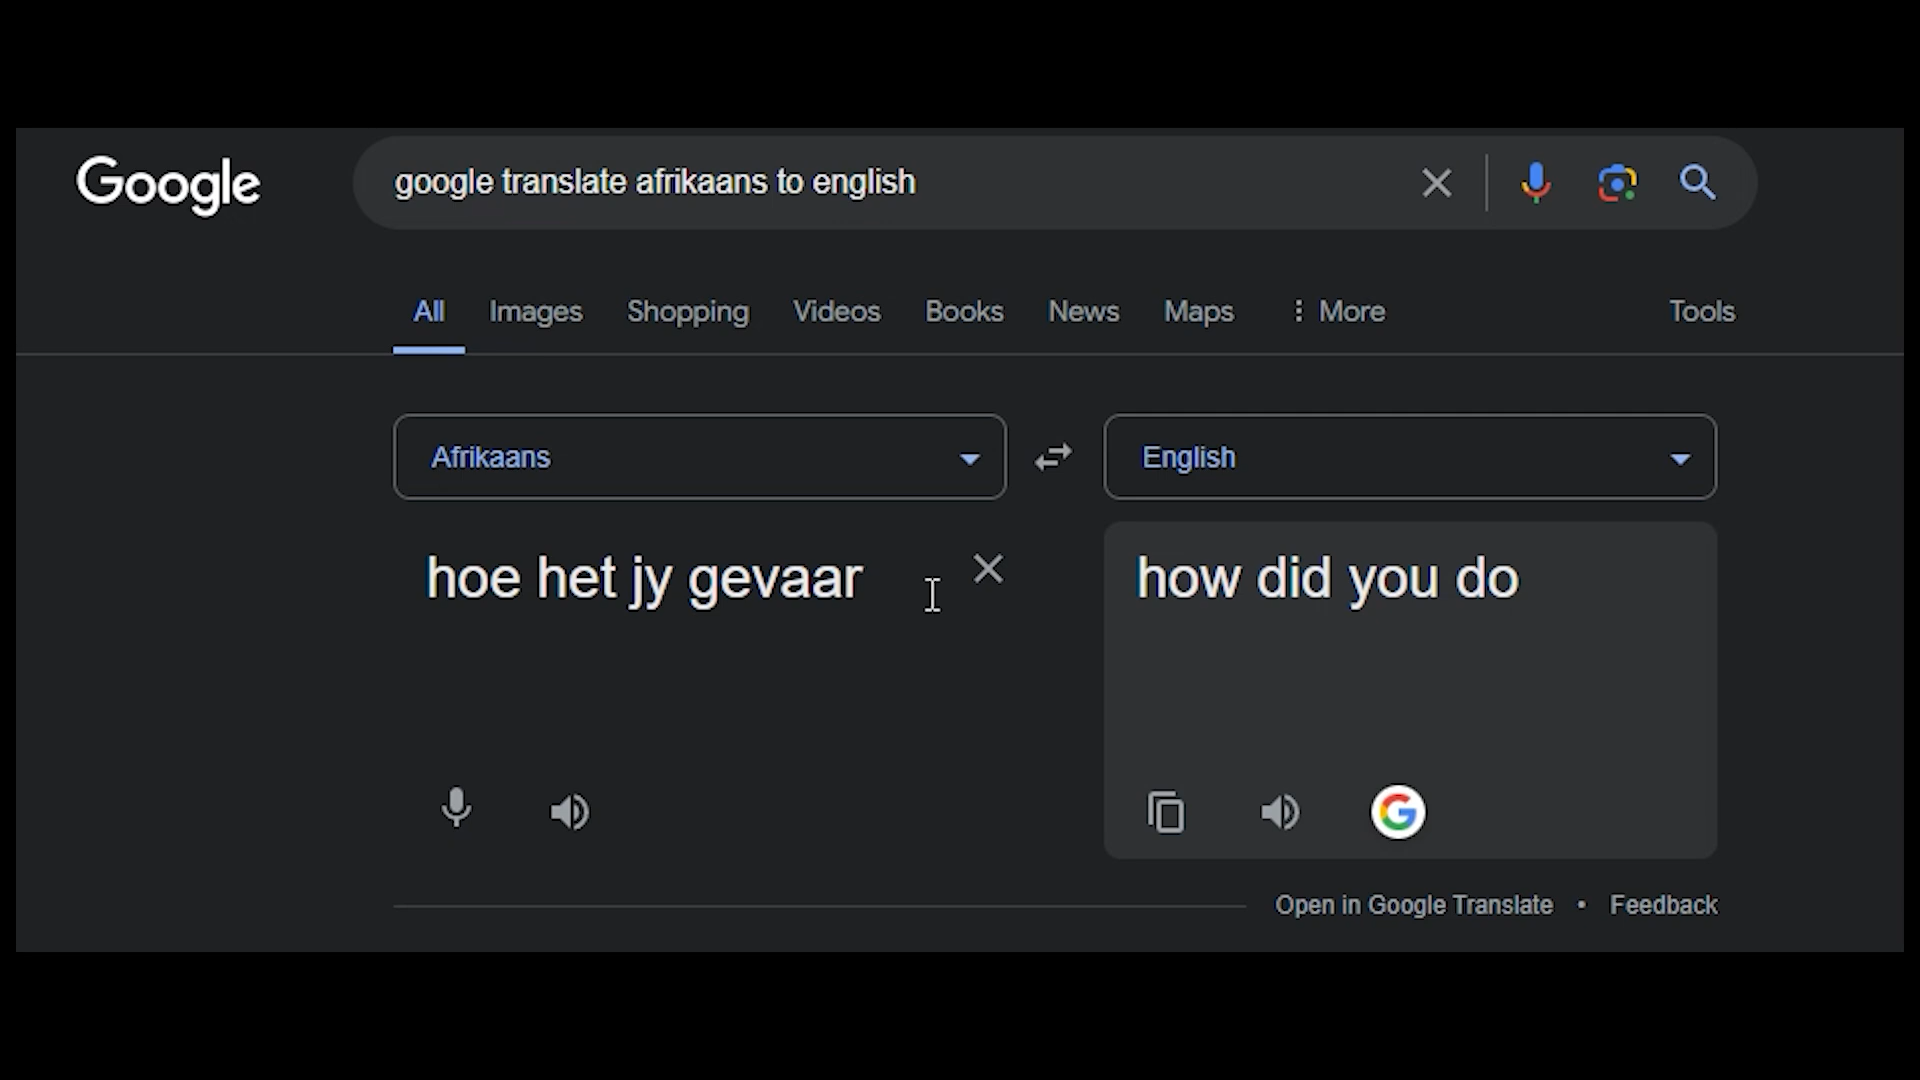 Google
google translate afrikaans to english
All Images Shopping Videos Books News Maps More Tools
Afrikaans English
hoe het jy gevaar how did you do
Open in Google Translate • Feedback